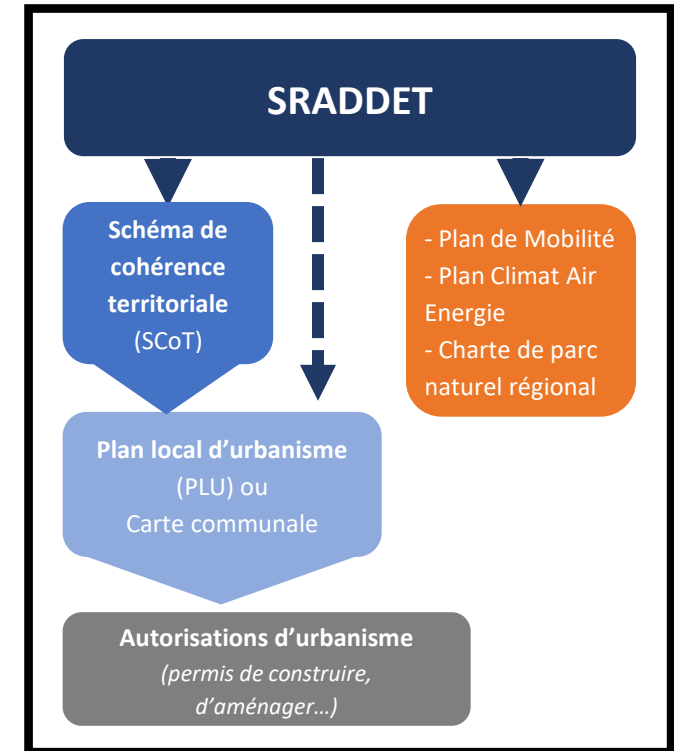 SRADDET
Schéma de
cohérence
territoriale
(SCoT)
- Plan de Mobilité
- Plan Climat Air
Energie
- Charte de parc
naturel régional
Plan local d’urbanisme
(PLU) ou
Carte communale
Autorisations d’urbanisme
(permis de construire,
d’aménager…)